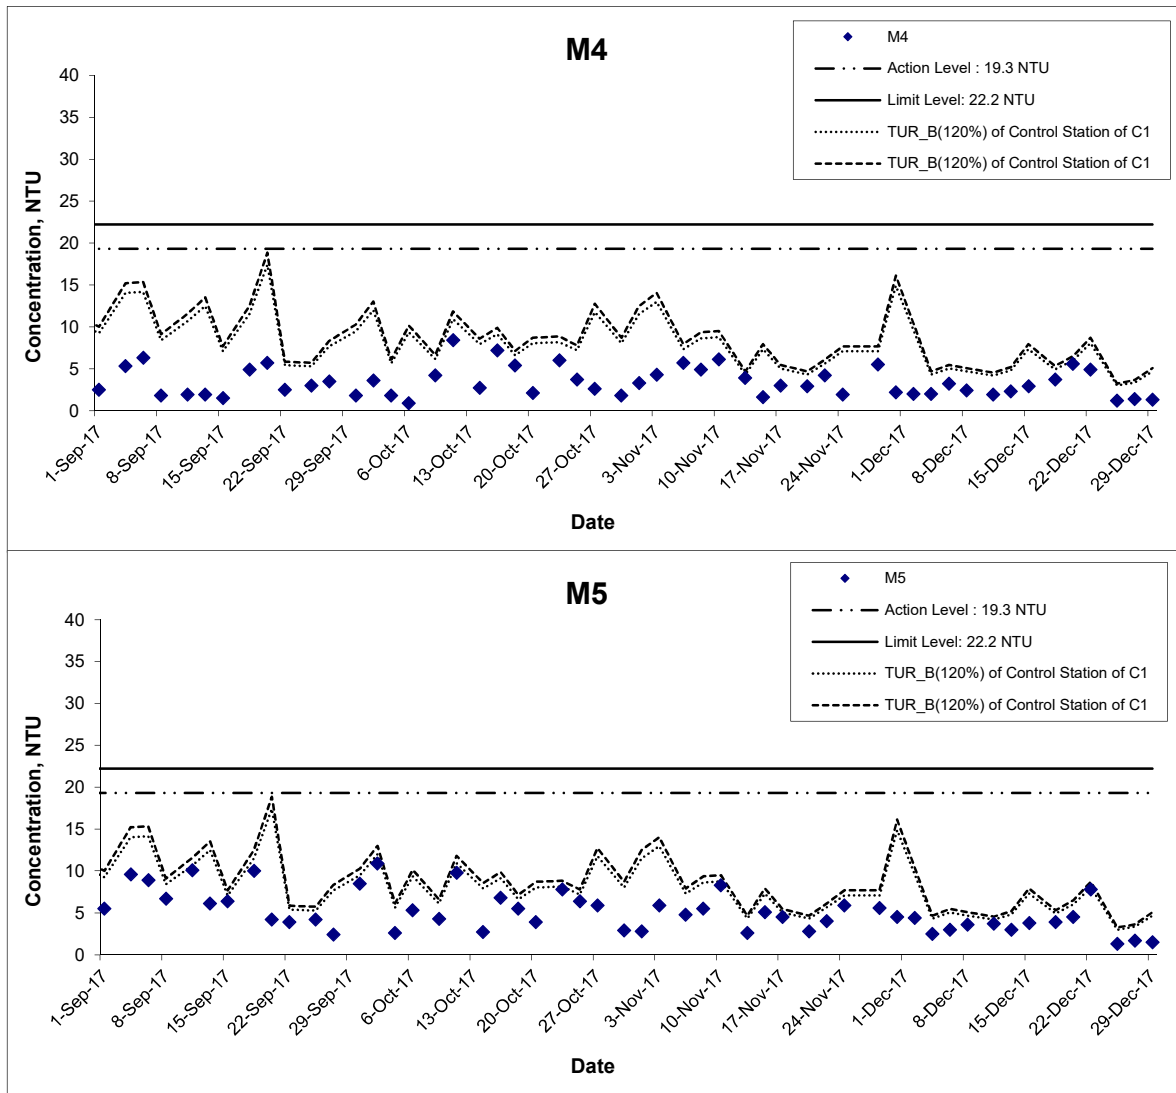 M4
M4
Action Level : 19.3 NTU
Limit Level: 22.2 NTU
TUR_B(120%) of Control Station of C1
TUR_B(120%) of Control Station of C1
Concentration, NTU
40
35
30
25
20
15
10
5
0
1-Sep-17
8-Sep-17
15-Sep-17
22-Sep-17
29-Sep-17
6-Oct-17
13-Oct-17
20-Oct-17
27-Oct-17
3-Nov-17
10-Nov-17
17-Nov-17
24-Nov-17
1-Dec-17
8-Dec-17
15-Dec-17
22-Dec-17
29-Dec-17
Date
M5
M5
Action Level : 19.3 NTU
Limit Level: 22.2 NTU
TUR_B(120%) of Control Station of C1
TUR_B(120%) of Control Station of C1
Concentration, NTU
40
35
30
25
20
15
10
5
0
1-Sep-17
8-Sep-17
15-Sep-17
22-Sep-17
29-Sep-17
6-Oct-17
13-Oct-17
20-Oct-17
27-Oct-17
3-Nov-17
10-Nov-17
17-Nov-17
24-Nov-17
1-Dec-17
8-Dec-17
15-Dec-17
22-Dec-17
29-Dec-17
Date